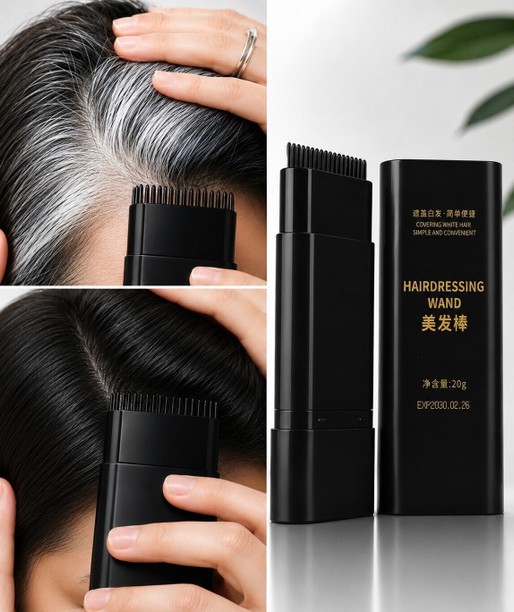 遮盖白发·简单便捷
COVERING WHITE HAIR
SIMPLE AND CONVENIENT
HAIRDRESSING
WAND
美发棒
净含量:20g
EXP2030.02.26